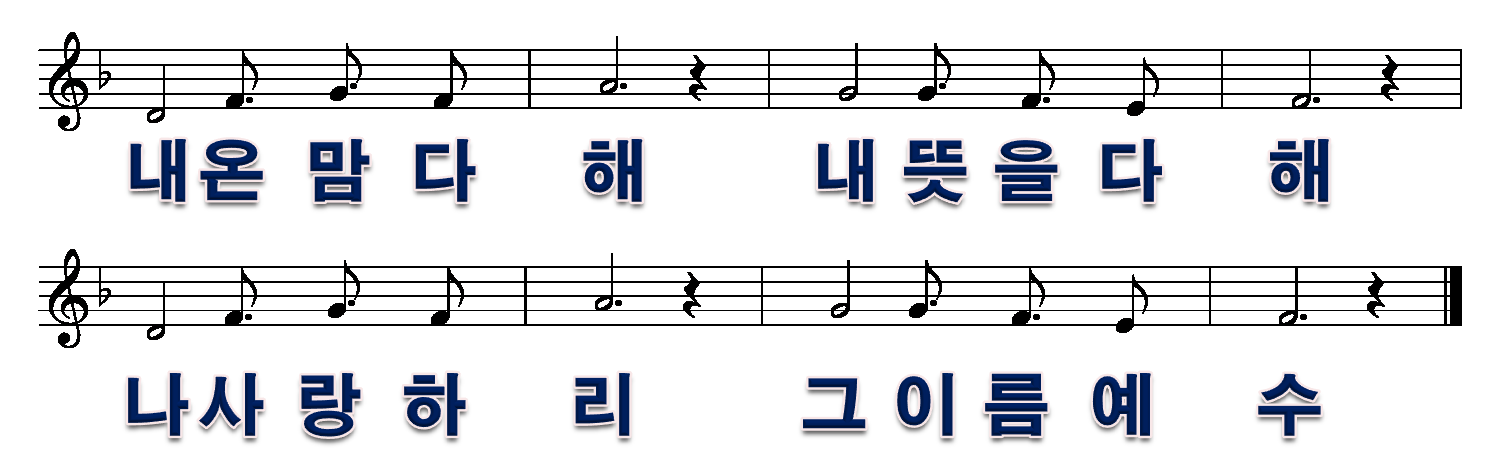 내온 맘 다 해 내 뜻 을 다 해
나사 랑 하 리 그 이 름 예 수